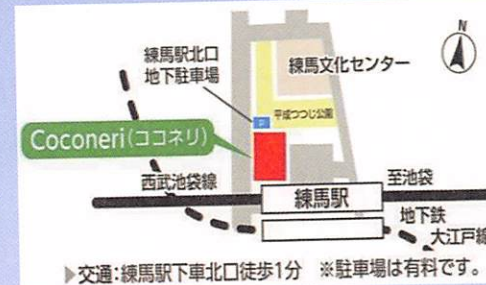 N
練馬駅北口
地下駐車場
練馬文化センター
P
平成つつじ公園
Coconeri(ココネリ)
西武池袋線
練馬駅
至池袋
地下鉄
大江戸線
▶交通:練馬駅下車北口徒歩1分 ※駐車場は有料です。